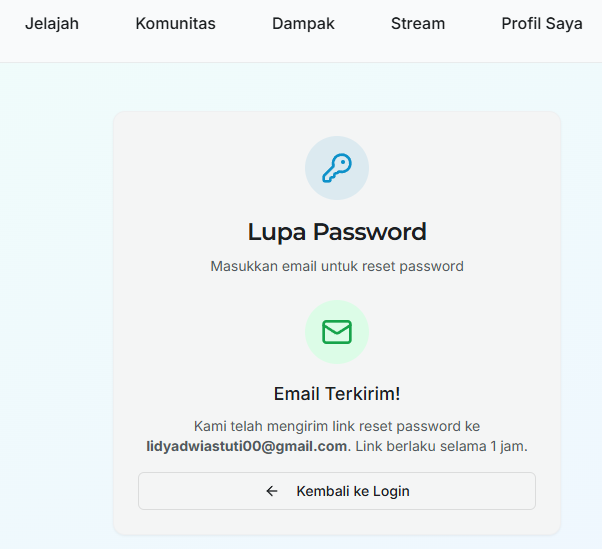 Jelajah Komunitas Dampak Stream Profil Saya
Lupa Password
Masukkan email untuk reset password
Email Terkirim!
Kami telah mengirim link reset password ke
lidyadwiastuti00@gmail.com. Link berlaku selama 1 jam.
Kembali ke Login